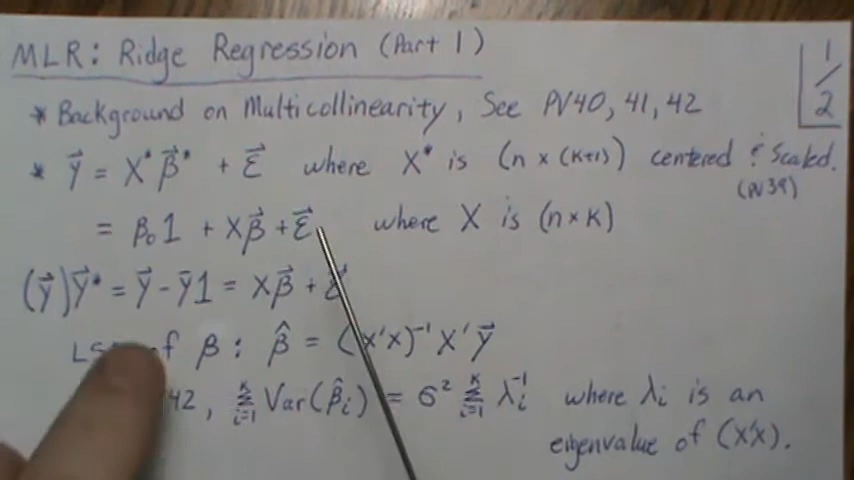 MLR: Ridge Regression (Part 1)
1/2
* Background on Multicollinearity, See PV40, 41, 42
* Y⃗ = X*β⃗* + ε⃗ where X* is (n × (K+1)) centered & Scaled.
(PV39)
= β₀1 + Xβ⃗ + ε⃗ where X is (n × K)
(Y⃗)Y⃗* = Y⃗ - Ȳ1 = Xβ⃗ + ε⃗
of β : β̂ = (X'X)⁻¹ X'Y⃗
42, Σᵢ₌₁ᴷ Var(β̂ᵢ) = σ² Σᵢ₌₁ᴷ λᵢ⁻¹ where λᵢ is an
eigenvalue of (X'X).